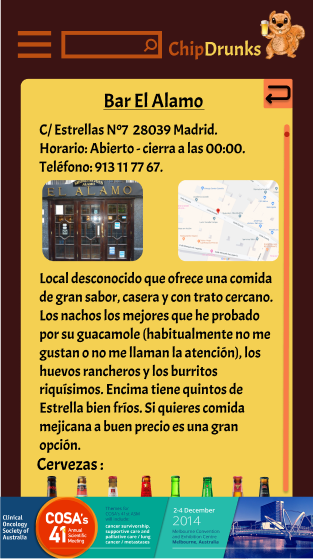 ChipDrunks
Bar El Alamo
C/ Estrellas Nº7 28039 Madrid.
Horario: Abierto - cierra a las 00:00.
Teléfono: 913 11 77 67.
EL ALAMO
Local desconocido que ofrece una comida
de gran sabor, casera y con trato cercano.
Los nachos los mejores que he probado
por su guacamole (habitualmente no me
gustan o no me llaman la atención), los
huevos rancheros y los burritos
riquísimos. Encima tiene quintos de
Estrella bien fríos. Si quieres comida
mejicana a buen precio es una gran
opción.
Cervezas :
Clinical
Oncology
Society of
Australia
COSA's
41
Annual
Scientific
Meeting
cancer survivorship,
supportive care and
palliative care / lung
cancer / metastases
2-4 December
2014
Melbourne Convention
and Exhibition Centre
Melbourne, Australia